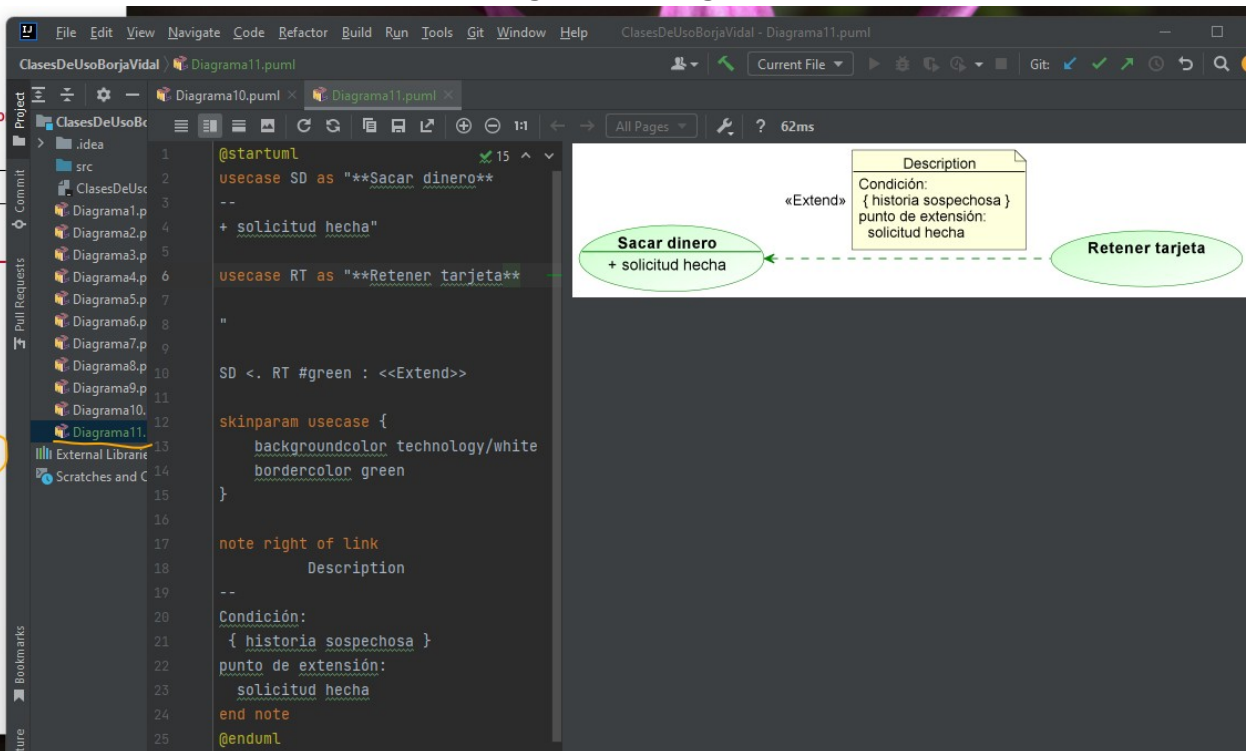 File Edit View Navigate Code Refactor Build Run Tools Git Window Help ClasesDeUsoBorjaVidal - Diagrama11.puml
ClasesDeUsoBorjaVidal Diagrama11.puml Current File Git:
Project
Commit
Pull Requests
Bookmarks
ClasesDeUsoBo
.idea
src
ClasesDeUso
Diagrama1.p
Diagrama2.p
Diagrama3.p
Diagrama4.p
Diagrama5.p
Diagrama6.p
Diagrama7.p
Diagrama8.p
Diagrama9.p
Diagrama10.
Diagrama11.
External Librarie
Scratches and C
Diagrama10.puml Diagrama11.puml
1:1 All Pages ? 62ms
15
1 @startuml
2 usecase SD as "**Sacar dinero**
3 --
4 + solicitud hecha"
5
6 usecase RT as "**Retener tarjeta**
7
8 "
9
10 SD <. RT #green : <<Extend>>
11
12 skinparam usecase {
13 backgroundcolor technology/white
14 bordercolor green
15 }
16
17 note right of link
18 Description
19 --
20 Condición:
21 { historia sospechosa }
22 punto de extensión:
23 solicitud hecha
24 end note
25 @enduml
Sacar dinero
+ solicitud hecha
«Extend»
Description
Condición:
{ historia sospechosa }
punto de extensión:
solicitud hecha
Retener tarjeta